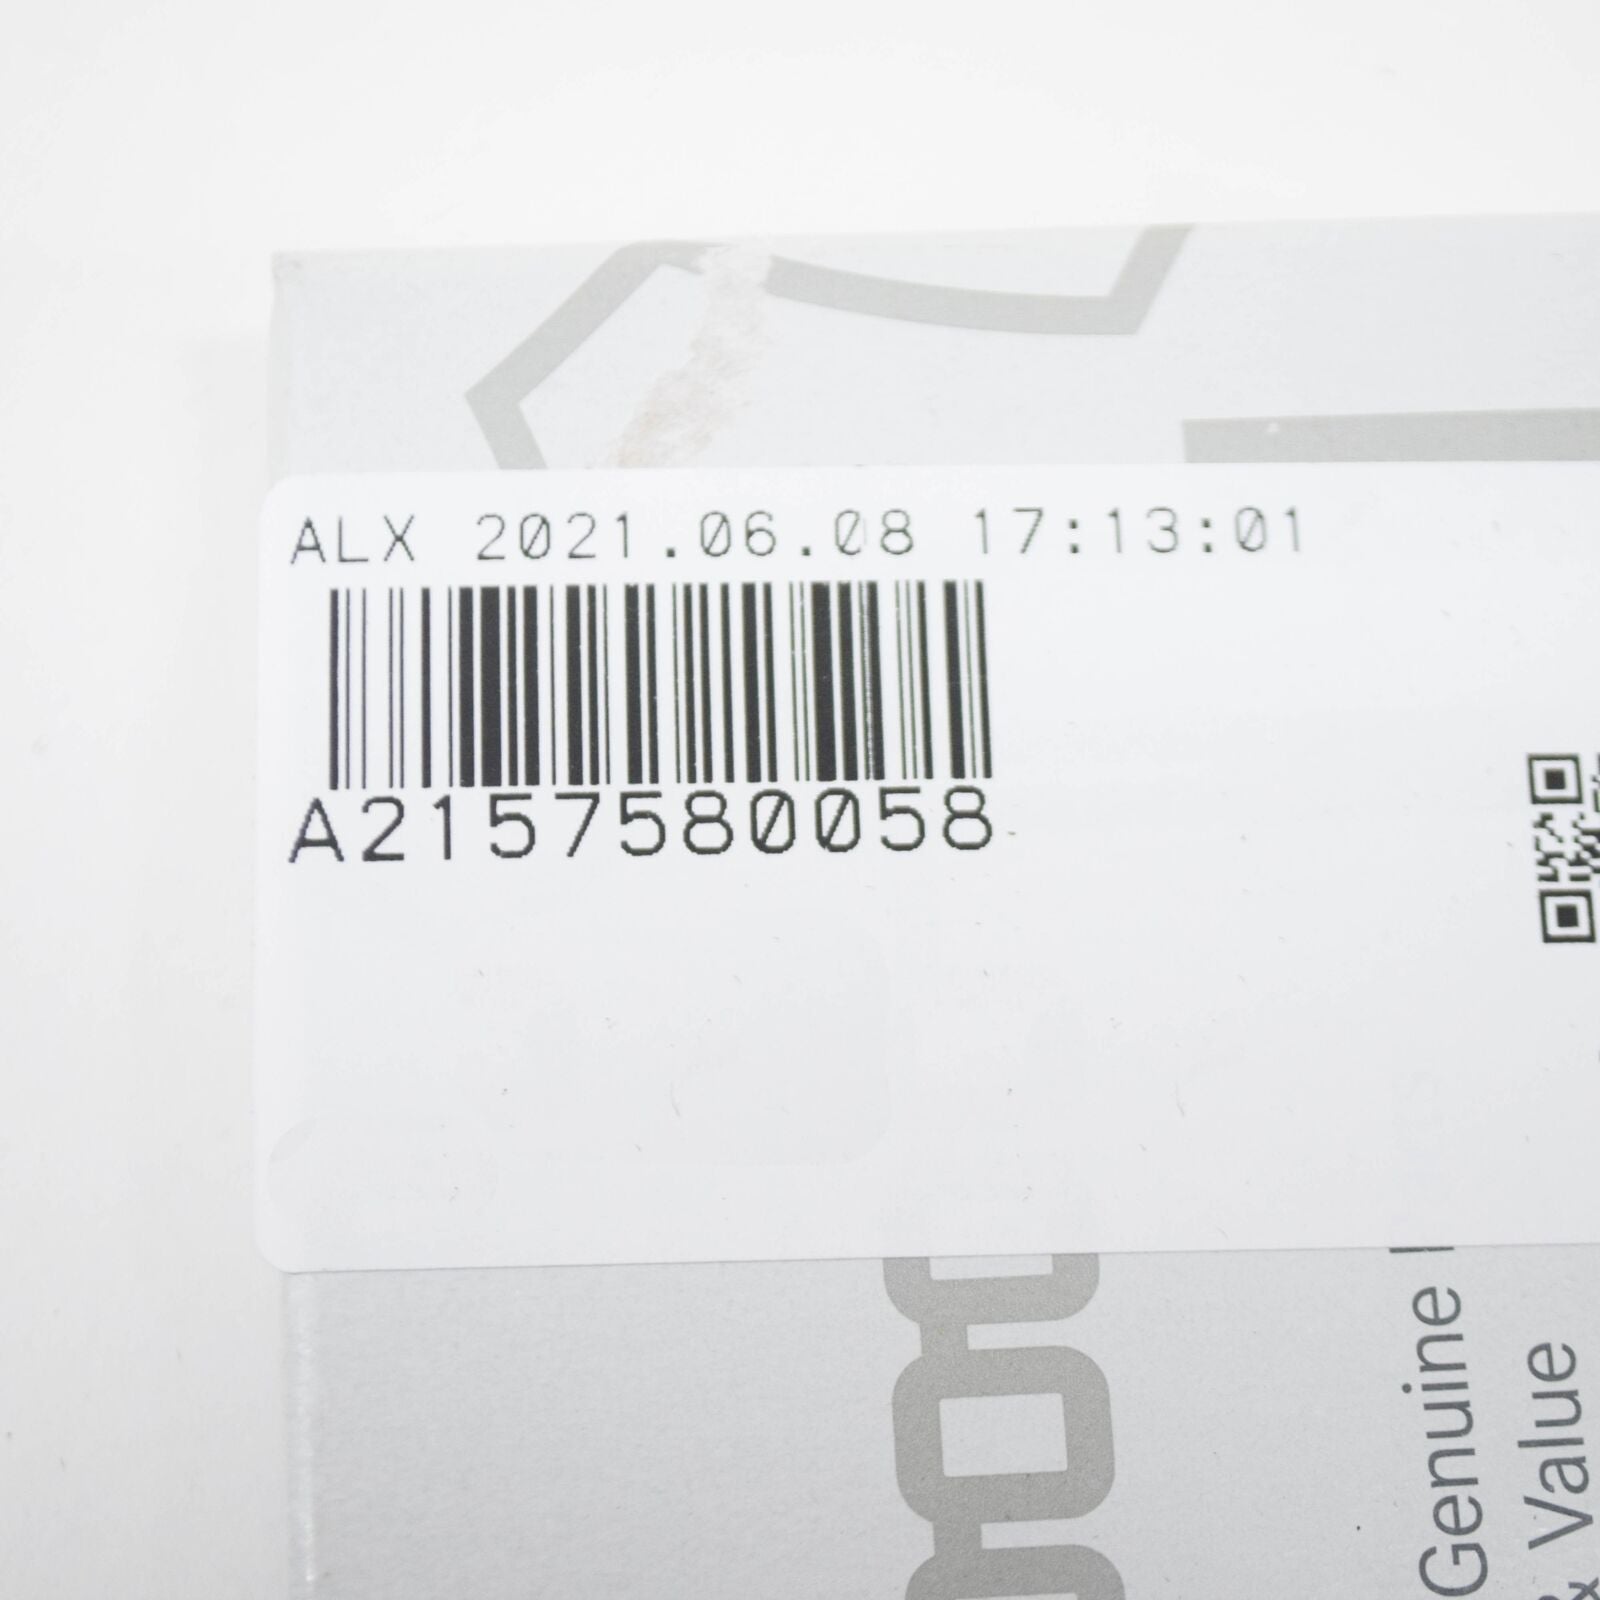 ALX 2021.06.08 17:13:01
A2157580058
Genuine
& Value